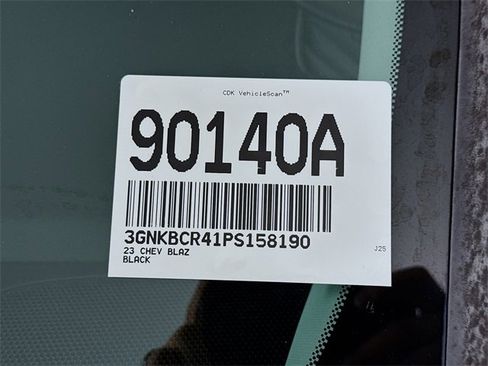 CDK VehicleScan™
90140A
3GNKBCR41PS158190
23 CHEV BLAZ
BLACK
J25